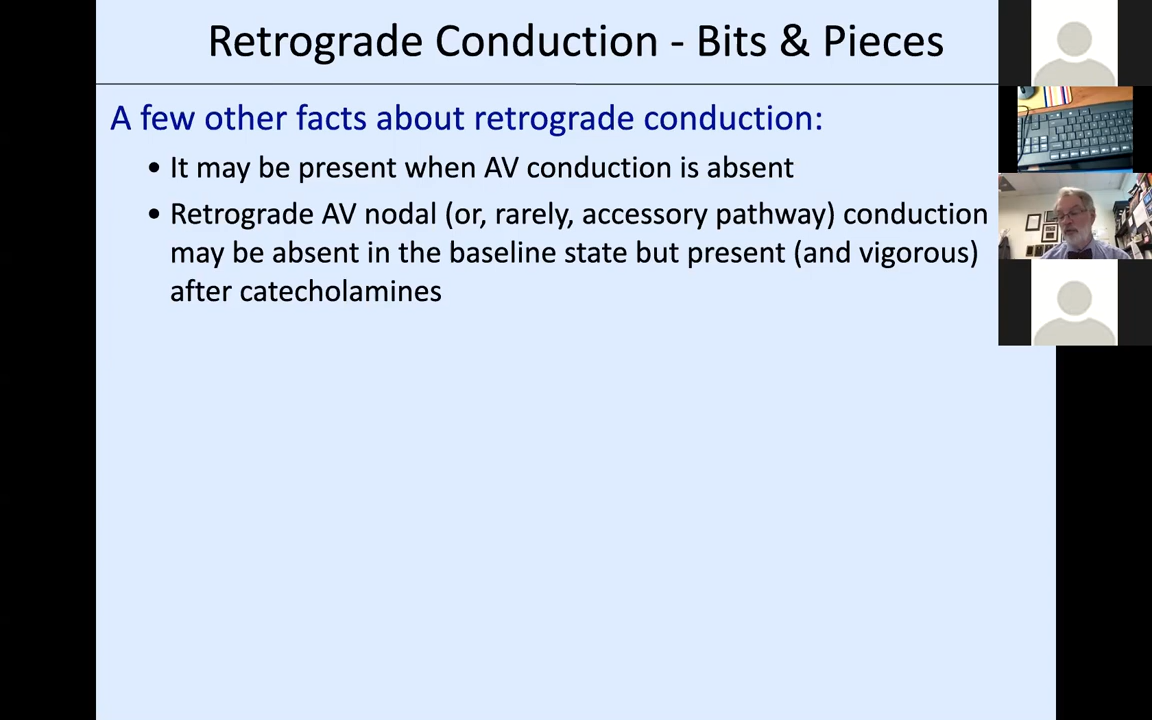 Retrograde Conduction - Bits & Pieces
A few other facts about retrograde conduction:
• It may be present when AV conduction is absent
• Retrograde AV nodal (or, rarely, accessory pathway) conduction
may be absent in the baseline state but present (and vigorous)
after catecholamines